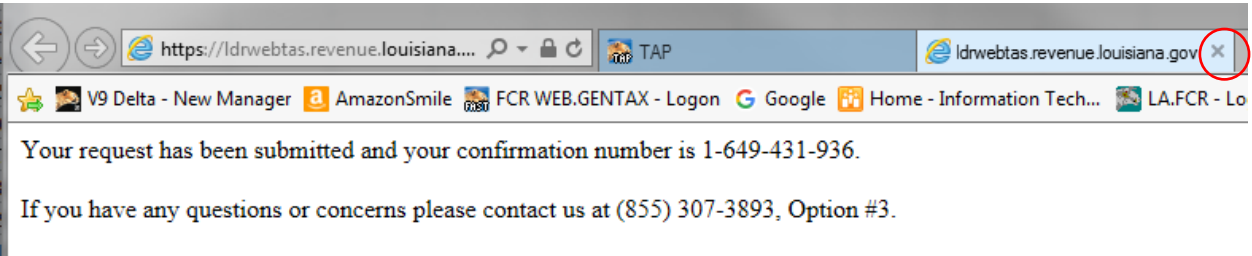 https://ldrwebtas.revenue.louisiana....
TAP
ldrwebtas.revenue.louisiana.gov
V9 Delta - New Manager AmazonSmile FCR WEB.GENTAX - Logon Google Home - Information Tech... LA.FCR - Lo
Your request has been submitted and your confirmation number is 1-649-431-936.
If you have any questions or concerns please contact us at (855) 307-3893, Option #3.